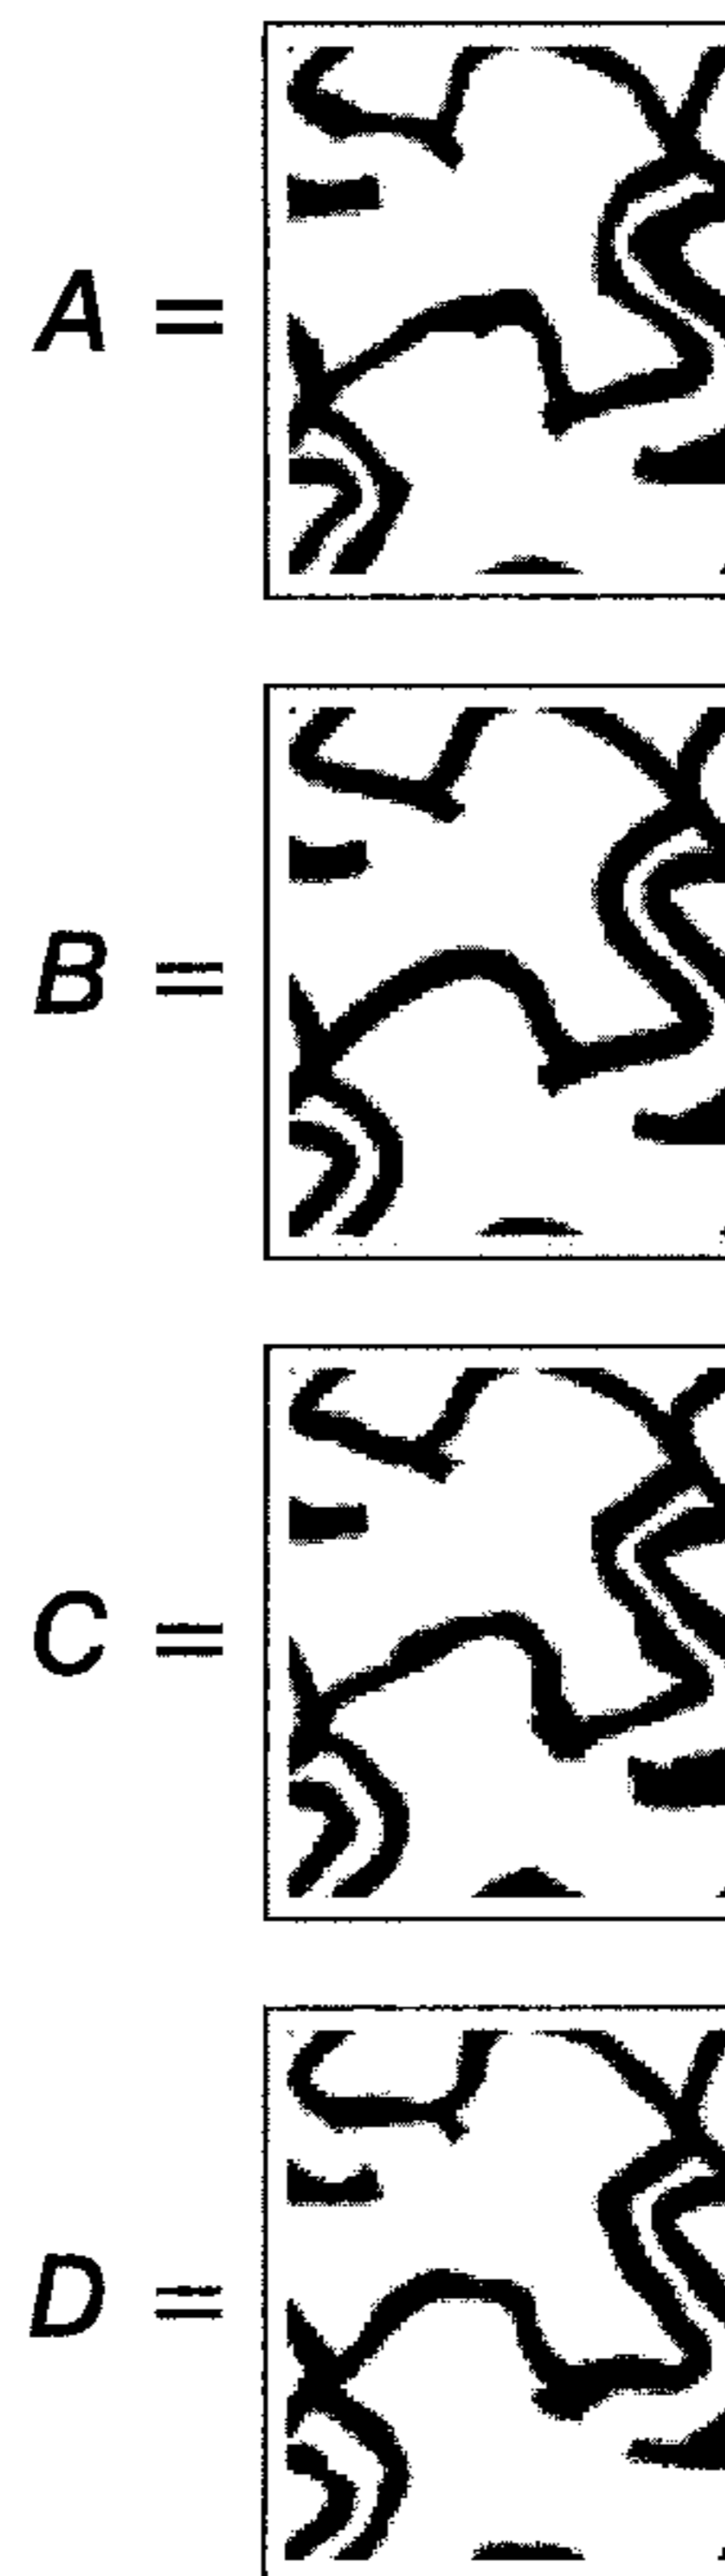 A =
B =
C =
D =